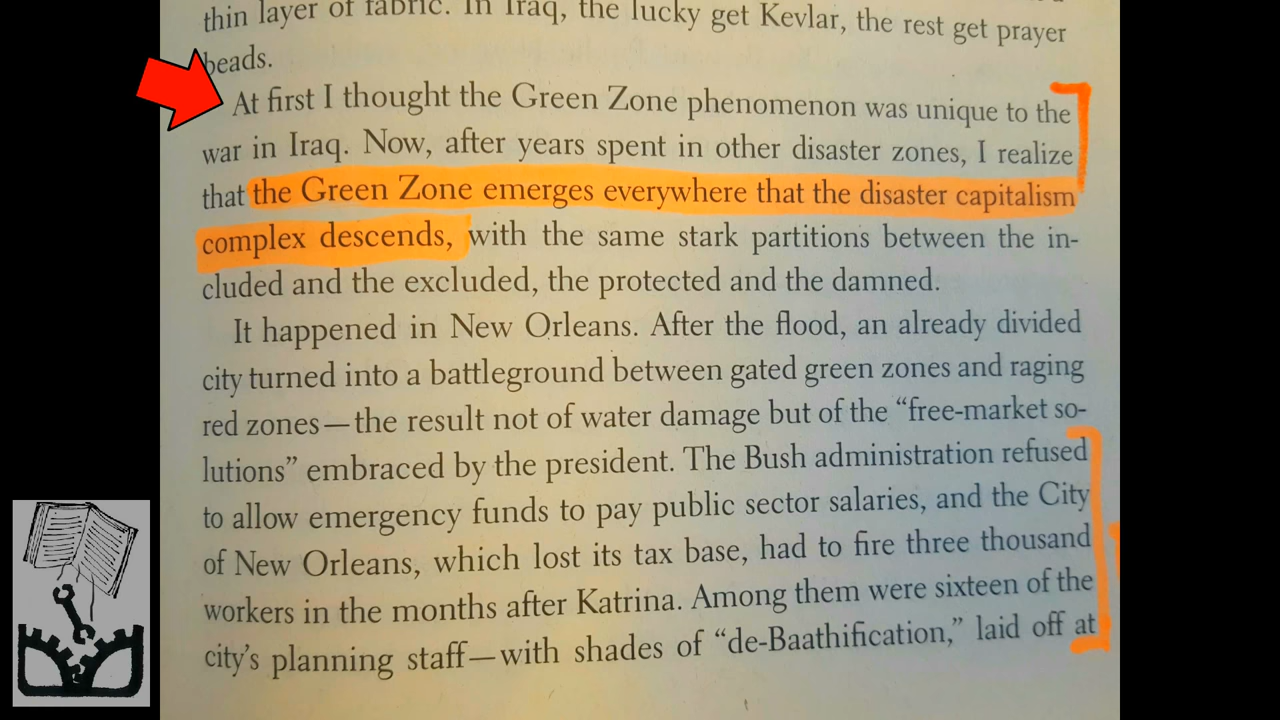 thin layer of fabric. In Iraq, the lucky get Kevlar, the rest get prayer
beads.
At first I thought the Green Zone phenomenon was unique to the
war in Iraq. Now, after years spent in other disaster zones, I realize
that the Green Zone emerges everywhere that the disaster capitalism
complex descends, with the same stark partitions between the in-
cluded and the excluded, the protected and the damned.
It happened in New Orleans. After the flood, an already divided
city turned into a battleground between gated green zones and raging
red zones—the result not of water damage but of the “free-market so-
lutions” embraced by the president. The Bush administration refused
to allow emergency funds to pay public sector salaries, and the City
of New Orleans, which lost its tax base, had to fire three thousand
workers in the months after Katrina. Among them were sixteen of the
city’s planning staff—with shades of “de-Baathification,” laid off at